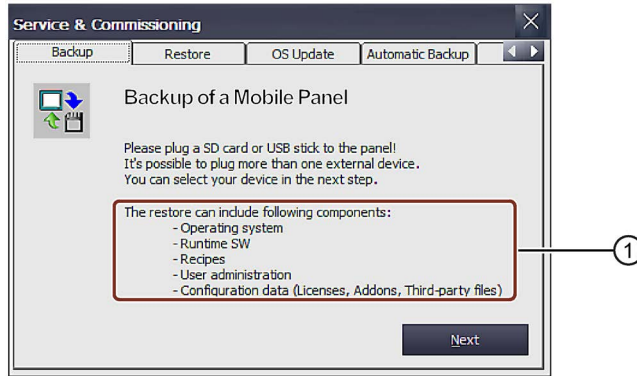 Service & Commissioning
Backup
Restore
OS Update
Automatic Backup
Backup of a Mobile Panel
Please plug a SD card or USB stick to the panel!
It's possible to plug more than one external device.
You can select your device in the next step.
The restore can include following components:
- Operating system
- Runtime SW
- Recipes
- User administration
- Configuration data (Licenses, Addons, Third-party files)
1
Next